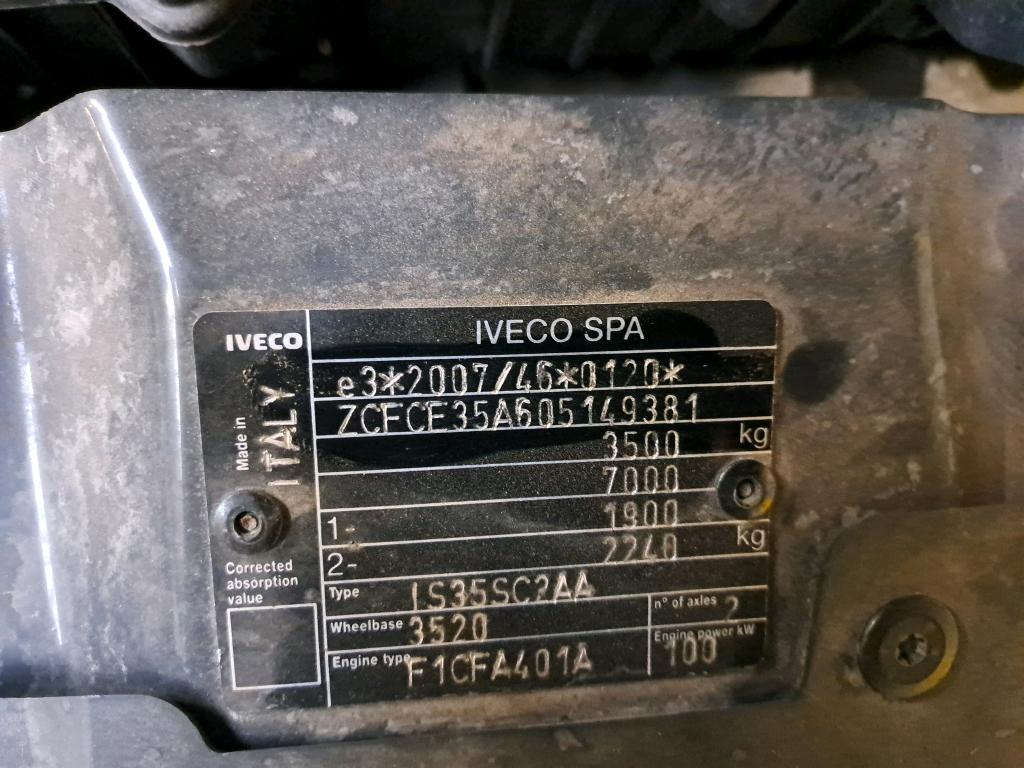 IVECO
IVECO SPA
e3*2007/46*0120*
ZCFCE35A605149381
3500 kg
7000
1- 1900
2- 2240 kg
Made in
ITALY
Corrected
absorption
value
Type IS35SC2AA
n° of axles 2
Wheelbase 3520
Engine power kW 100
Engine type F1CFA401A